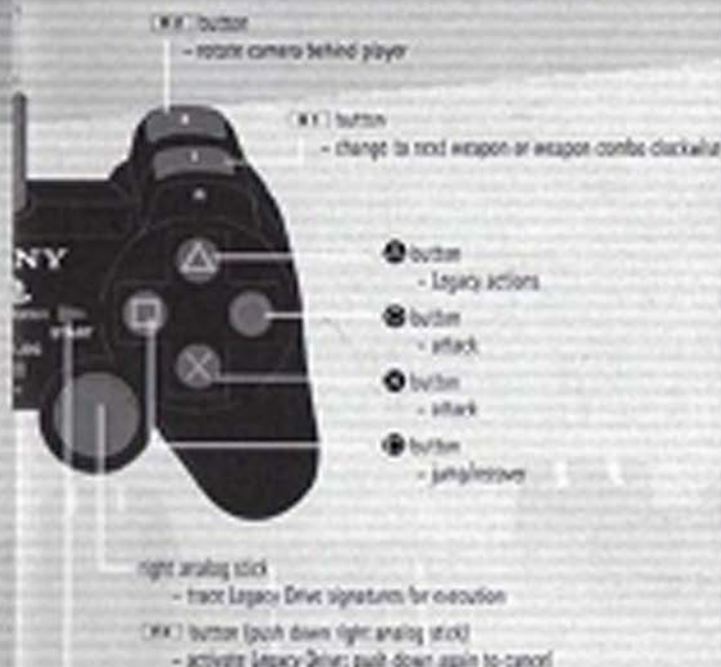 button
- rotate camera behind player
button
- change to next weapon or weapon combo clockwise
NY
button
- Legacy actions
button
- attack
button
- attack
button
- jump/recover
START
right analog stick
- trace Legacy Drive signatures for execution
button (push down right analog stick)
- activate Legacy Drive; push down again to cancel